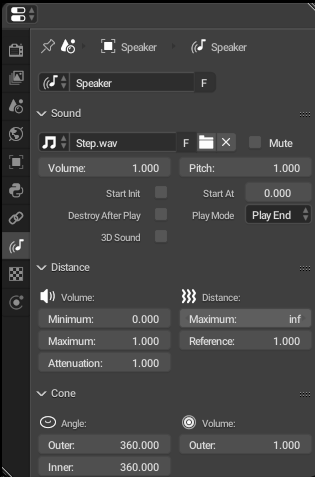 Speaker Speaker
Speaker F
Sound
Step.wav F Mute
Volume: 1.000 Pitch: 1.000
Start Init Start At 0.000
Destroy After Play Play Mode Play End
3D Sound
Distance
Volume: Distance:
Minimum: 0.000 Maximum: inf
Maximum: 1.000 Reference: 1.000
Attenuation: 1.000
Cone
Angle: Volume:
Outer: 360.000 Outer: 1.000
Inner: 360.000